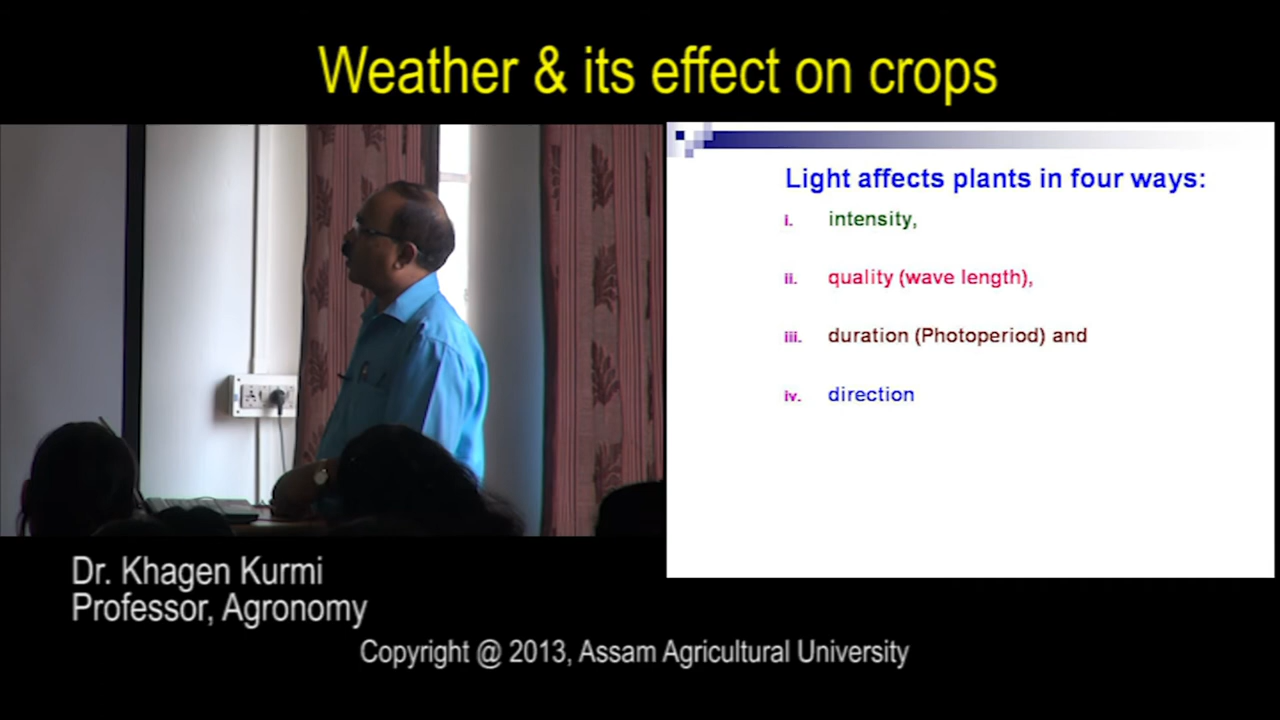 Weather & its effect on crops
Light affects plants in four ways:
i. intensity,
ii. quality (wave length),
iii. duration (Photoperiod) and
iv. direction
Dr. Khagen Kurmi
Professor, Agronomy
Copyright @ 2013, Assam Agricultural University